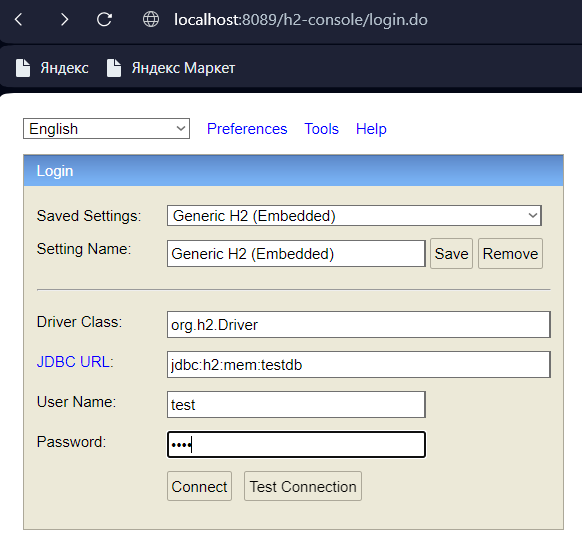 localhost:8089/h2-console/login.do
Яндекс Яндекс Маркет
English Preferences Tools Help
Login
Saved Settings: Generic H2 (Embedded)
Setting Name: Generic H2 (Embedded) Save Remove
Driver Class: org.h2.Driver
JDBC URL: jdbc:h2:mem:testdb
User Name: test
Password: ••••
Connect Test Connection